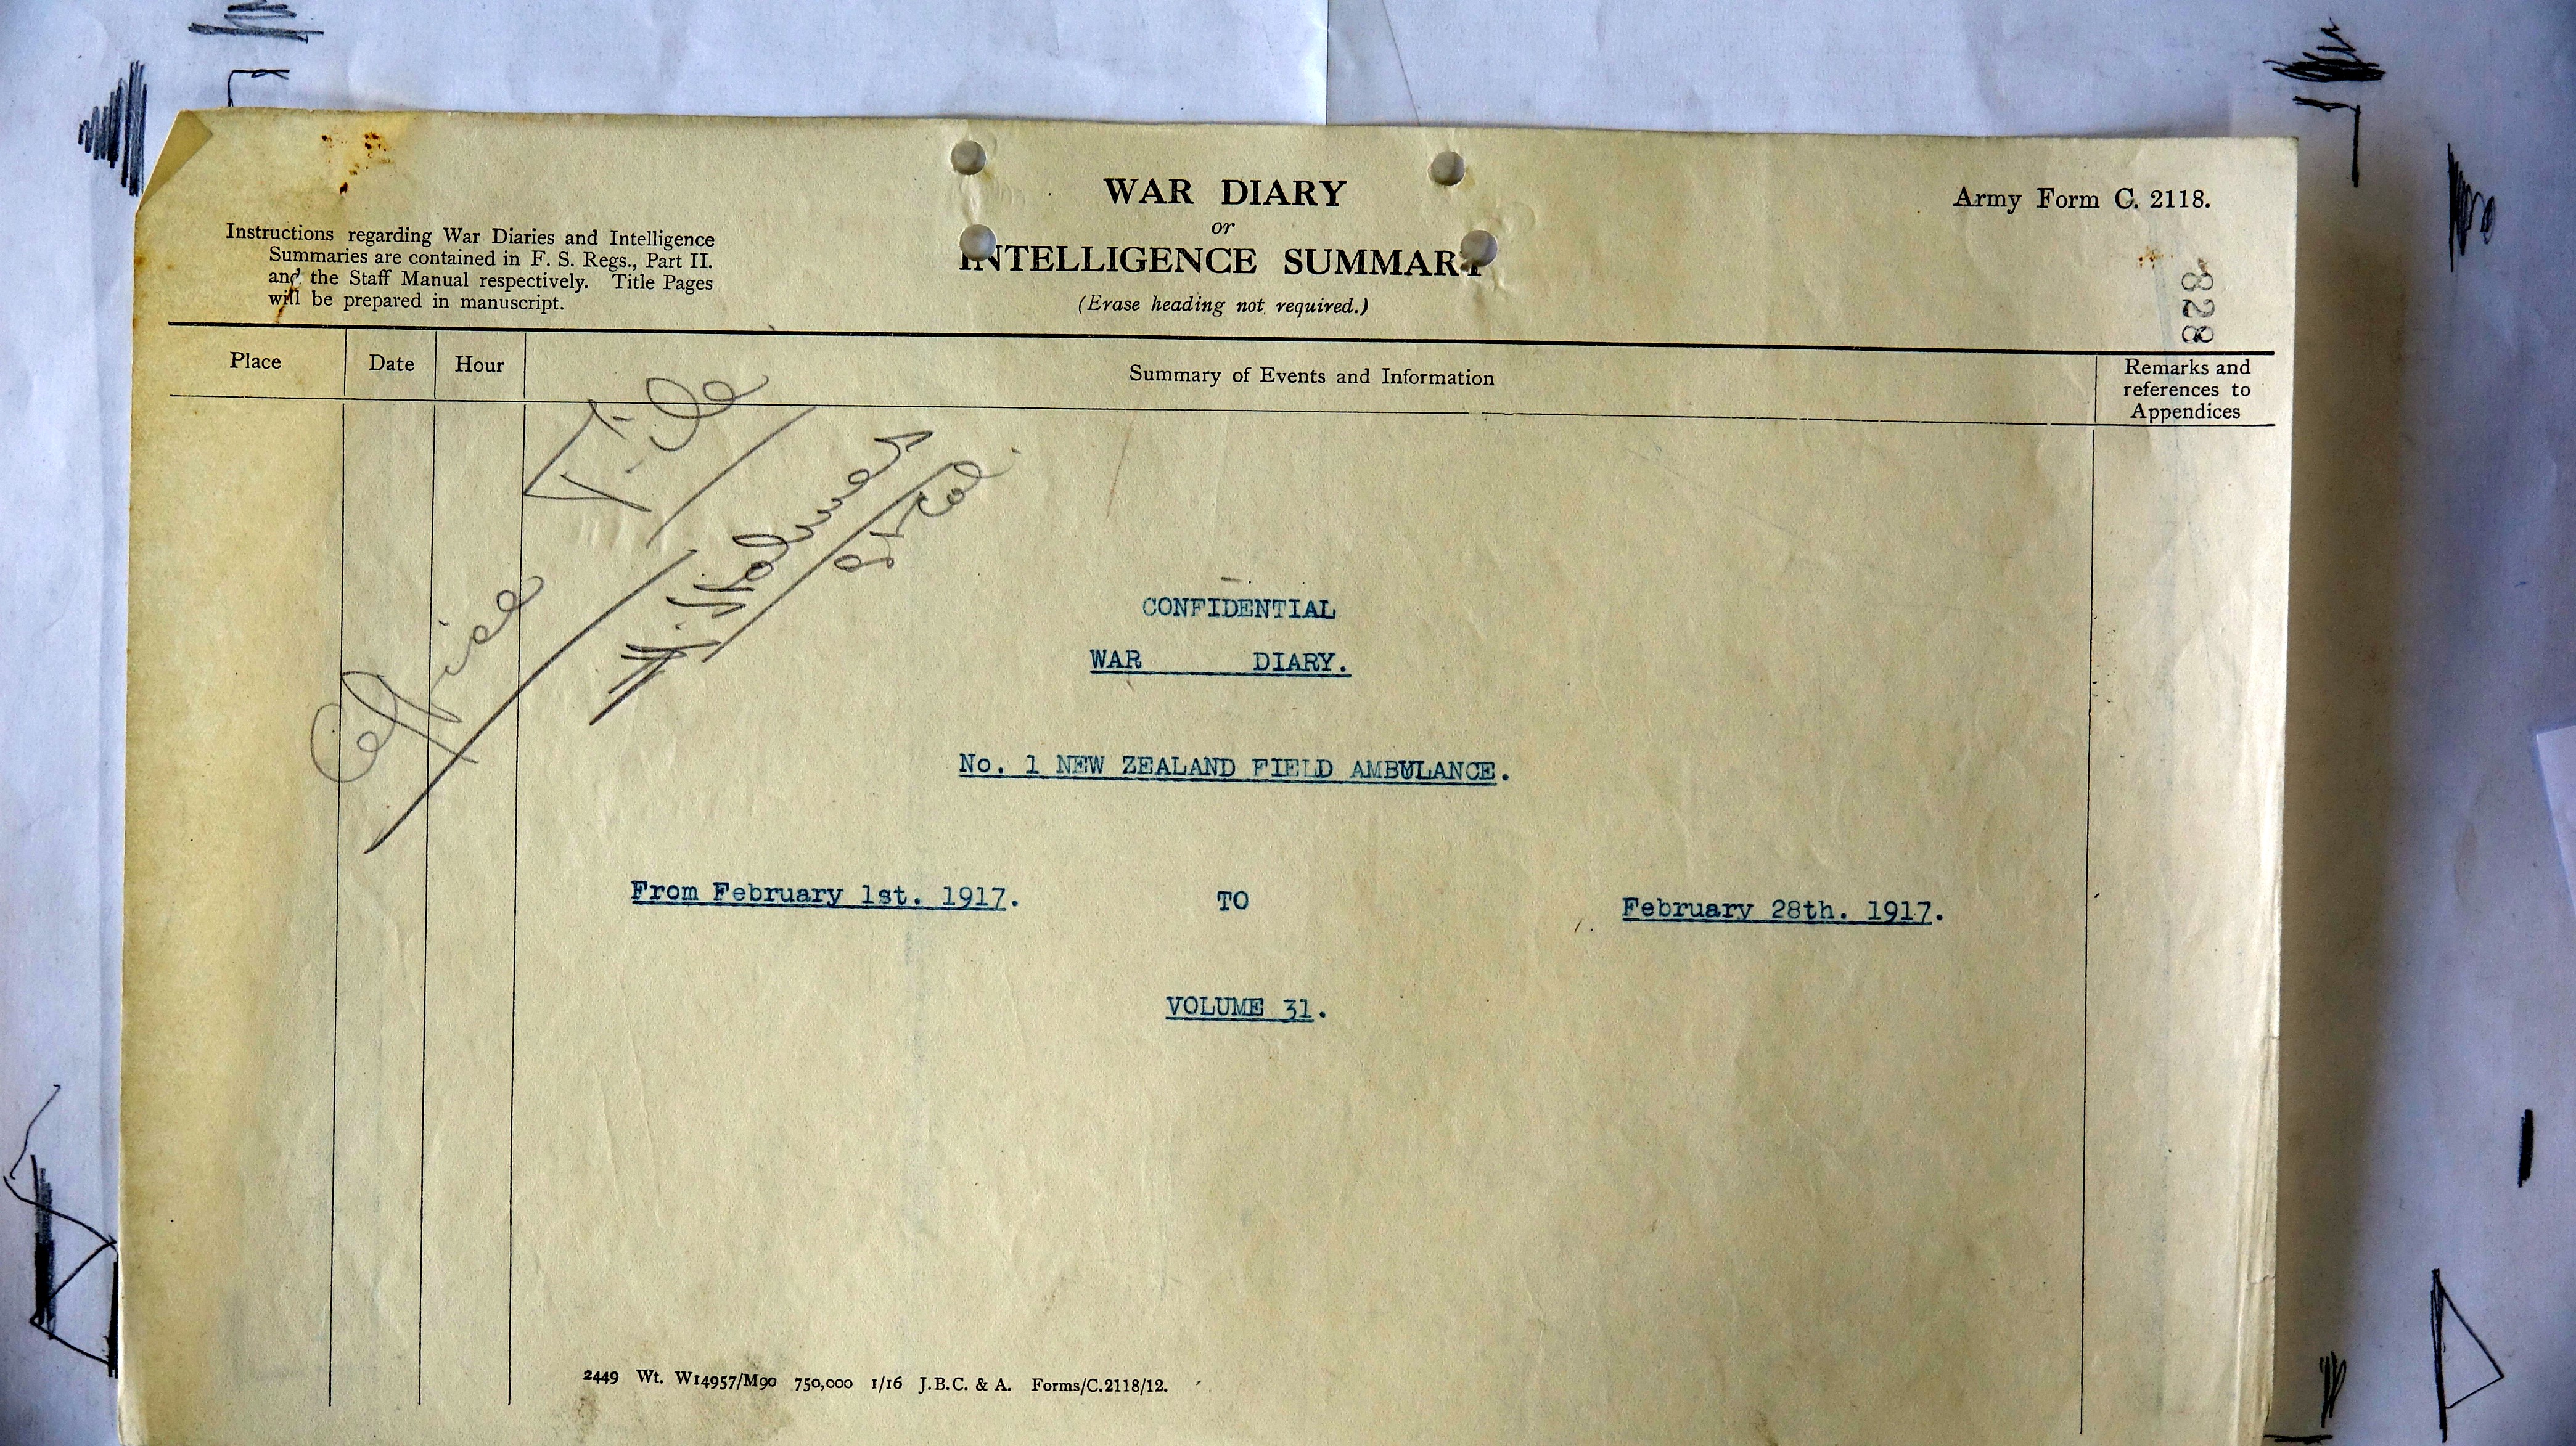 WAR DIARY
or
INTELLIGENCE SUMMARY
(Erase heading not required.)
Army Form C. 2118.
Instructions regarding War Diaries and Intelligence
Summaries are contained in F. S. Regs., Part II.
and the Staff Manual respectively. Title Pages
will be prepared in manuscript.
8228
Place
Date
Hour
Summary of Events and Information
Remarks and
references to
Appendices
Office
File
CONFIDENTIAL
WAR DIARY.
No. 1 NEW ZEALAND FIELD AMBULANCE.
From February 1st. 1917. TO February 28th. 1917.
VOLUME 31.
2449 Wt. W14957/M90 750,000 1/16 J.B.C. & A. Forms/C.2118/12.